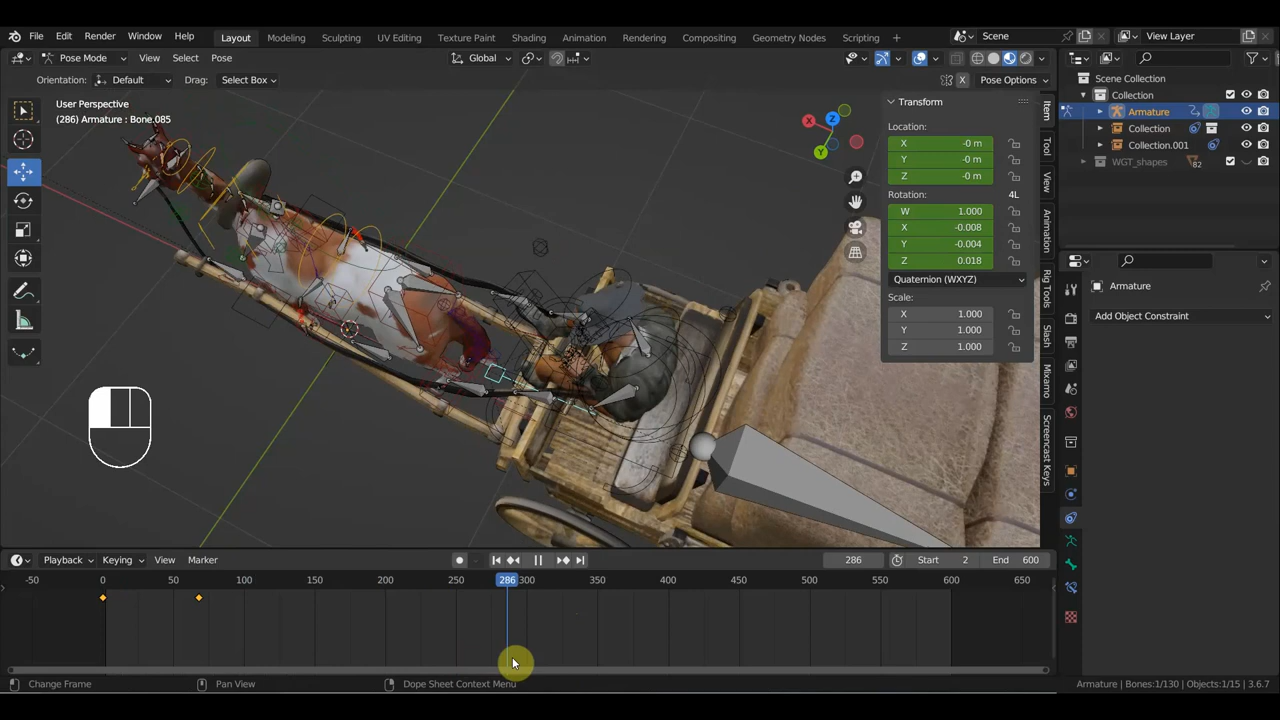 File Edit Render Window Help Layout Modeling Sculpting UV Editing Texture Paint Shading Animation Rendering Compositing Geometry Nodes Scripting + Scene View Layer
Pose Mode View Select Pose Global
Orientation: Default Drag: Select Box X Pose Options
User Perspective
(286) Armature : Bone.085
X
Y
Z
Transform
Location:
X -0 m
Y -0 m
Z -0 m
Rotation: 4L
W 1.000
X -0.008
Y -0.004
Z 0.018
Quaternion (WXYZ)
Scale:
X 1.000
Y 1.000
Z 1.000
Item
Tool
View
Animation
Rig Tools
Slash
Mixamo
Screencast Keys
Scene Collection
Collection
Armature
Collection
Collection.001
WGT_shapes 82
Armature
Add Object Constraint
Playback Keying View Marker 286 Start 2 End 600
-50 0 50 100 150 200 250 286 300 350 400 450 500 550 600 650
Change Frame Pan View Dope Sheet Context Menu Armature | Bones:1/130 | Objects:1/15 | 3.6.7